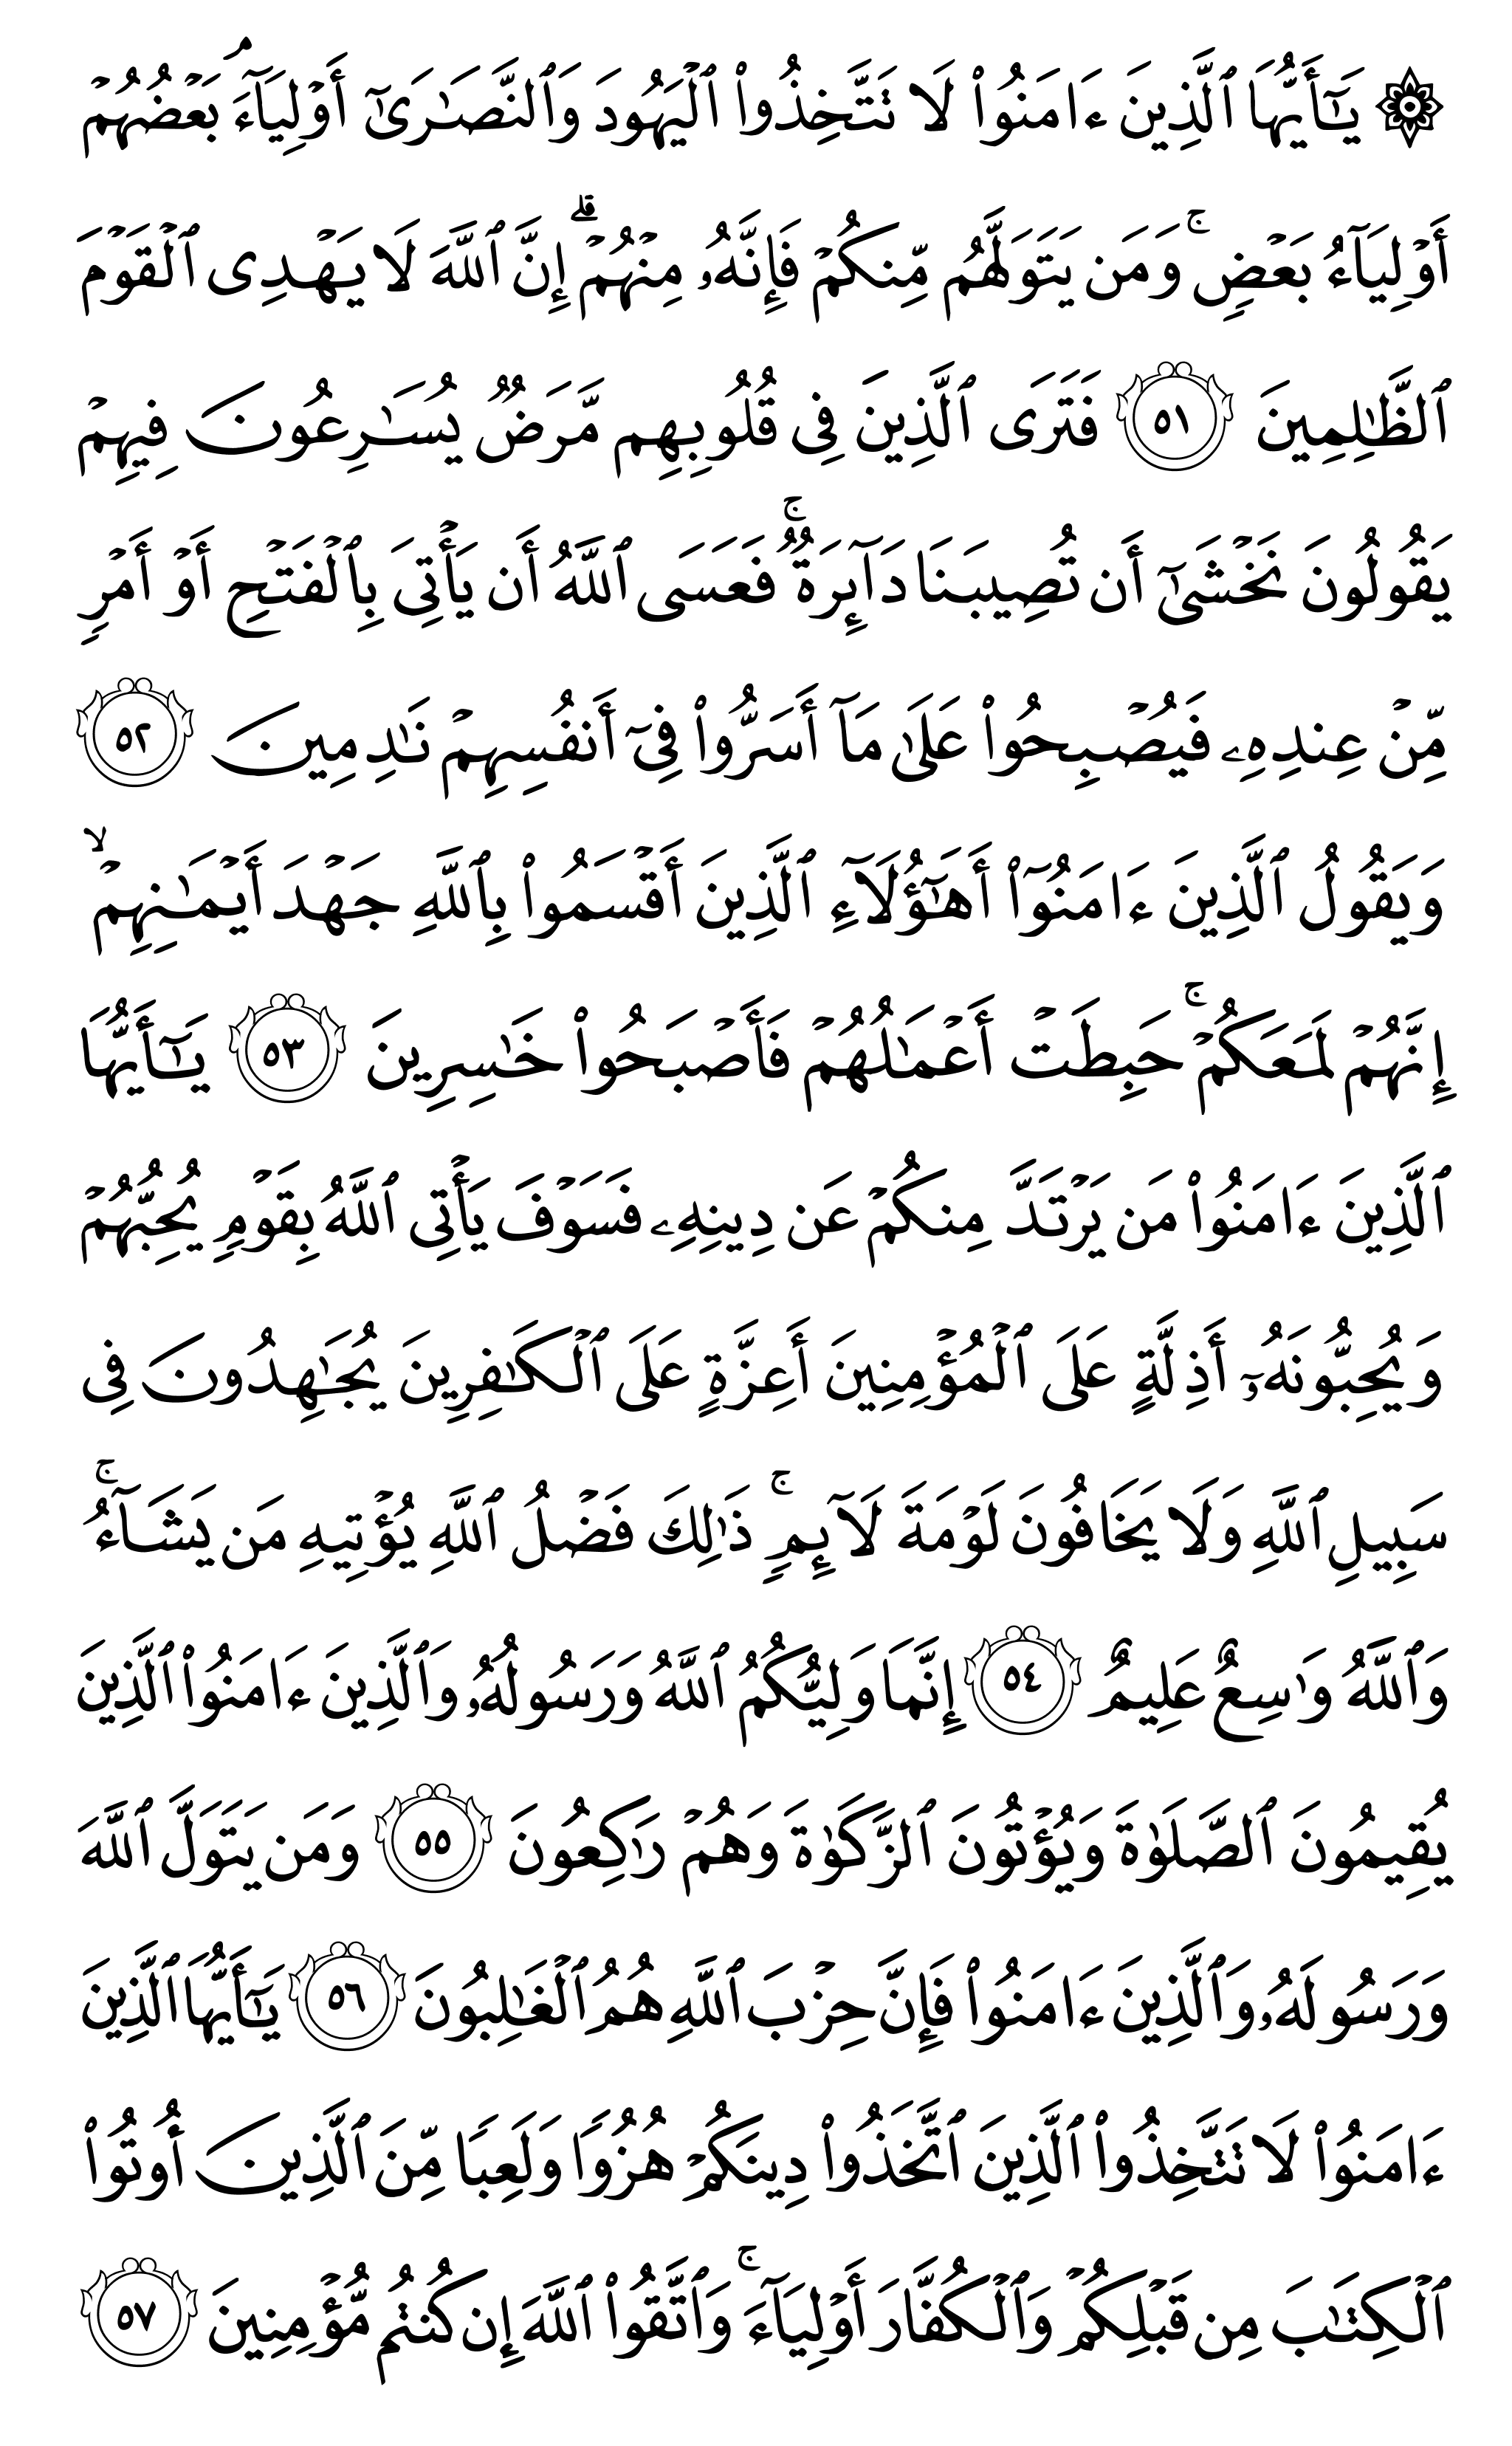 ۞ يَـٰٓأَيُّهَا ٱلَّذِينَ ءَامَنُوا۟ لَا تَتَّخِذُوا۟ ٱلْيَهُودَ وَٱلنَّصَـٰرَىٰٓ أَوْلِيَآءَ ۘ بَعْضُهُمْ
أَوْلِيَآءُ بَعْضٍ ۚ وَمَن يَتَوَلَّهُم مِّنكُمْ فَإِنَّهُۥ مِنْهُمْ ۗ إِنَّ ٱللَّهَ لَا يَهْدِى ٱلْقَوْمَ
ٱلظَّـٰلِمِينَ ٥١ فَتَرَى ٱلَّذِينَ فِى قُلُوبِهِم مَّرَضٌ يُسَـٰرِعُونَ فِيهِمْ
يَقُولُونَ نَخْشَىٰٓ أَن تُصِيبَنَا دَآئِرَةٌ ۚ فَعَسَى ٱللَّهُ أَن يَأْتِىَ بِٱلْفَتْحِ أَوْ أَمْرٍ
مِّنْ عِندِهِۦ فَيُصْبِحُوا۟ عَلَىٰ مَآ أَسَرُّوا۟ فِىٓ أَنفُسِهِمْ نَـٰدِمِينَ ٥٢
وَيَقُولُ ٱلَّذِينَ ءَامَنُوٓا۟ أَهَـٰٓؤُلَآءِ ٱلَّذِينَ أَقْسَمُوا۟ بِٱللَّهِ جَهْدَ أَيْمَـٰنِهِمْ ۙ
إِنَّهُمْ لَمَعَكُمْ ۚ حَبِطَتْ أَعْمَـٰلُهُمْ فَأَصْبَحُوا۟ خَـٰسِرِينَ ٥٣ يَـٰٓأَيُّهَا
ٱلَّذِينَ ءَامَنُوا۟ مَن يَرْتَدَّ مِنكُمْ عَن دِينِهِۦ فَسَوْفَ يَأْتِى ٱللَّهُ بِقَوْمٍ يُحِبُّهُمْ
وَيُحِبُّونَهُۥٓ أَذِلَّةٍ عَلَى ٱلْمُؤْمِنِينَ أَعِزَّةٍ عَلَى ٱلْكَـٰفِرِينَ يُجَـٰهِدُونَ فِى
سَبِيلِ ٱللَّهِ وَلَا يَخَافُونَ لَوْمَةَ لَآئِمٍ ۚ ذَٰلِكَ فَضْلُ ٱللَّهِ يُؤْتِيهِ مَن يَشَآءُ ۚ
وَٱللَّهُ وَٰسِعٌ عَلِيمٌ ٥٤ إِنَّمَا وَلِيُّكُمُ ٱللَّهُ وَرَسُولُهُۥ وَٱلَّذِينَ ءَامَنُوا۟ ٱلَّذِينَ
يُقِيمُونَ ٱلصَّلَوٰةَ وَيُؤْتُونَ ٱلزَّكَوٰةَ وَهُمْ رَٰكِعُونَ ٥٥ وَمَن يَتَوَلَّ ٱللَّهَ
وَرَسُولَهُۥ وَٱلَّذِينَ ءَامَنُوا۟ فَإِنَّ حِزْبَ ٱللَّهِ هُمُ ٱلْغَـٰلِبُونَ ٥٦ يَـٰٓأَيُّهَا ٱلَّذِينَ
ءَامَنُوا۟ لَا تَتَّخِذُوا۟ ٱلَّذِينَ ٱتَّخَذُوا۟ دِينَكُمْ هُزُوًا وَلَعِبًا مِّنَ ٱلَّذِينَ أُوتُوا۟
ٱلْكِتَـٰبَ مِن قَبْلِكُمْ وَٱلْكُفَّارَ أَوْلِيَآءَ ۚ وَٱتَّقُوا۟ ٱللَّهَ إِن كُنتُم مُّؤْمِنِينَ ٥٧